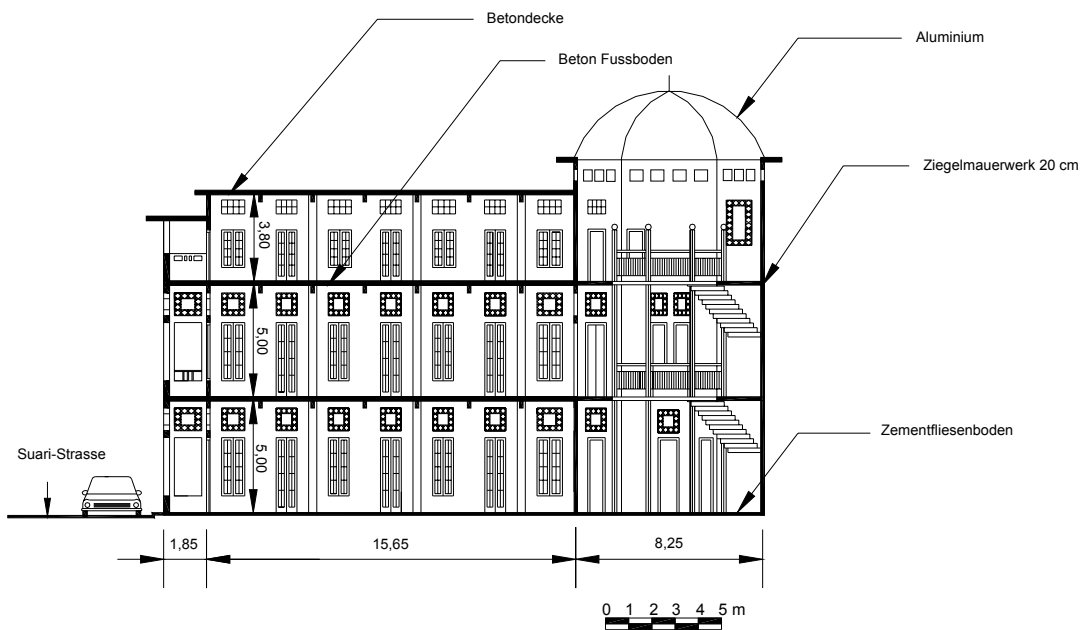 Betondecke
Aluminium
Beton Fussboden
Ziegelmauerwerk 20 cm
3,80
5,00
5,00
Zementfliesenboden
Suari-Strasse
1,85
15,65
8,25
0 1 2 3 4 5 m